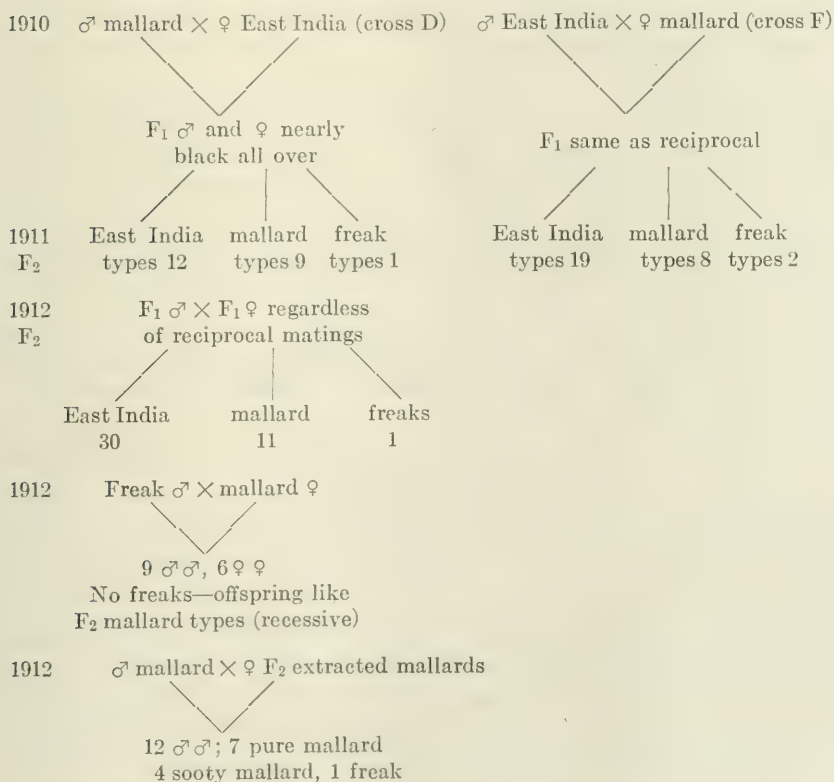 1910 ♂ mallard × ♀ East India (cross D) ♂ East India × ♀ mallard (cross F)
F₁ ♂ and ♀ nearly
black all over
F₁ same as reciprocal
1911 East India mallard freak East India mallard freak
F₂ types 12 types 9 types 1 types 19 types 8 types 2
1912 F₁ ♂ × F₁ ♀ regardless
F₂ of reciprocal matings
East India mallard freaks
30 11 1
1912 Freak ♂ × mallard ♀
9 ♂♂, 6 ♀ ♀
No freaks—offspring like
F₂ mallard types (recessive)
1912 ♂ mallard × ♀ F₂ extracted mallards
12 ♂♂; 7 pure mallard
4 sooty mallard, 1 freak